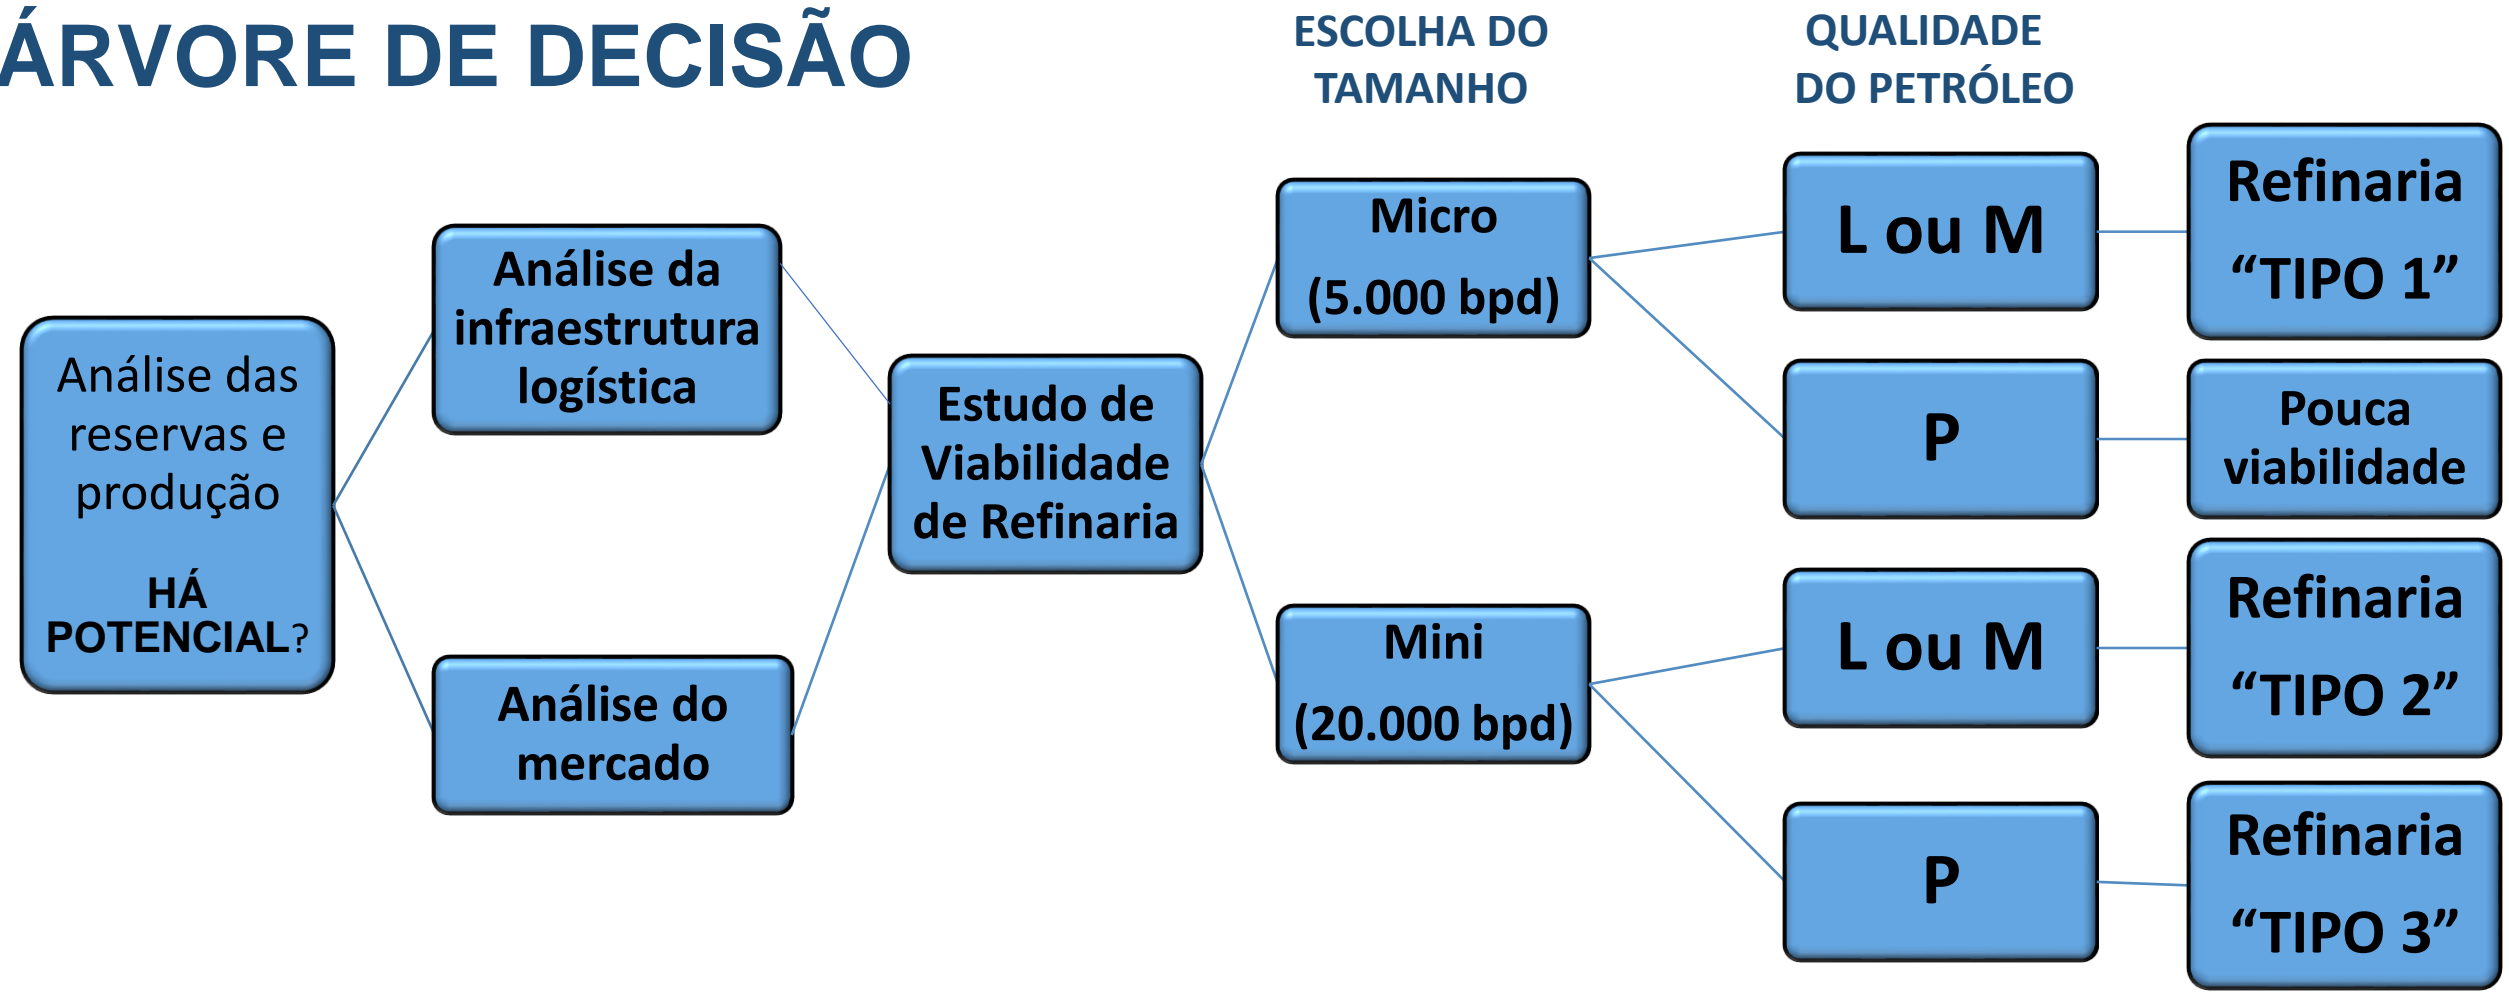 ÁRVORE DE DECISÃO
ESCOLHA DO
TAMANHO
QUALIDADE
DO PETRÓLEO
Análise das
reservas e
produção
HÁ
POTENCIAL?
Análise da
infraestrutura
logística
Análise do
mercado
Estudo de
Viabilidade
de Refinaria
Micro
(5.000 bpd)
Mini
(20.000 bpd)
L ou M
P
L ou M
P
Refinaria
“TIPO 1”
Pouca
viabilidade
Refinaria
“TIPO 2”
Refinaria
“TIPO 3”